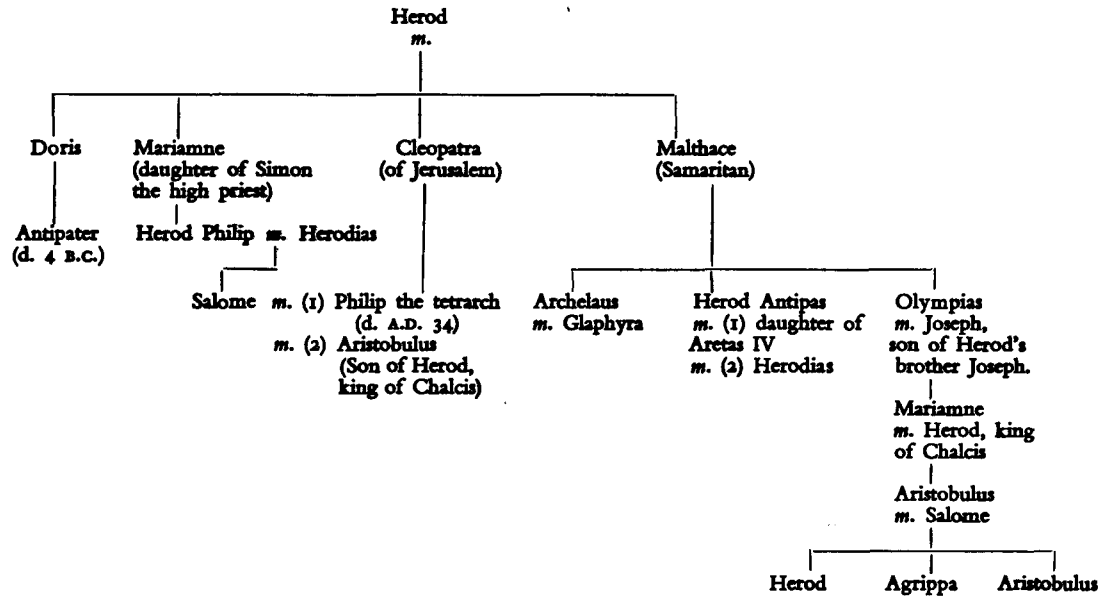 Herod
m.
Doris
Mariamne
(daughter of Simon
the high priest)
Cleopatra
(of Jerusalem)
Malthace
(Samaritan)
Antipater
(d. 4 B.C.)
Herod Philip m. Herodias
Salome m. (1) Philip the tetrarch
(d. A.D. 34)
m. (2) Aristobulus
(Son of Herod,
king of Chalcis)
Archelaus
m. Glaphyra
Herod Antipas
m. (1) daughter of
Aretas IV
m. (2) Herodias
Olympias
m. Joseph,
son of Herod's
brother Joseph.
Mariamne
m. Herod, king
of Chalcis
Aristobulus
m. Salome
Herod
Agrippa
Aristobulus